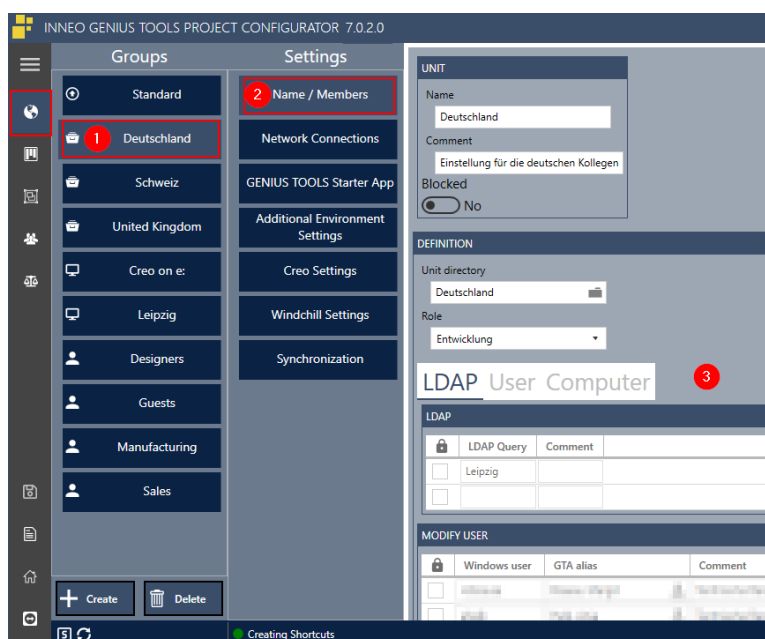 INNEO GENIUS TOOLS PROJECT CONFIGURATOR 7.0.2.0
Groups
Standard
1 Deutschland
Schweiz
United Kingdom
Creo on e:
Leipzig
Designers
Guests
Manufacturing
Sales
Create
Delete
Settings
2 Name / Members
Network Connections
GENIUS TOOLS Starter App
Additional Environment
Settings
Creo Settings
Windchill Settings
Synchronization
UNIT
Name
Deutschland
Comment
Einstellung für die deutschen Kollegen
Blocked
No
DEFINITION
Unit directory
Deutschland
Role
Entwicklung
LDAP User Computer
3
LDAP
LDAP Query Comment
Leipzig
MODIFY USER
Windows user GTA alias Comment
5
Creating Shortcuts